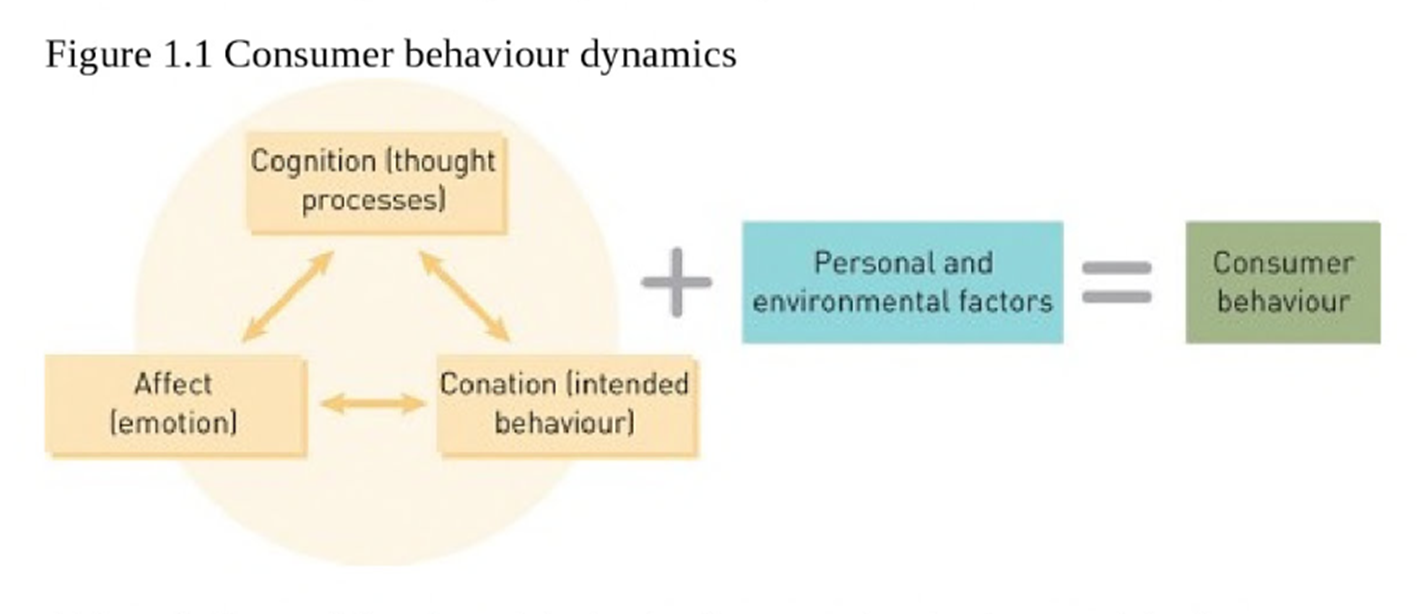 Figure 1.1 Consumer behaviour dynamics
Cognition (thought
processes)
Affect
(emotion)
Conation (intended
behaviour)
+
Personal and
environmental factors
=
Consumer
behaviour